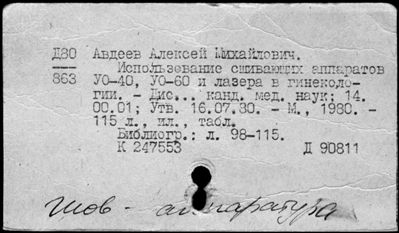 Д80 Авдеев Алексей Михайлович.
863 Использование сшивающих аппаратов
УО-40, УО-60 и лазера в гинеколо-
гии. - Дис... канд. мед. наук: 14.
00.01; Утв. 16.07.80. - М., 1980. -
115 л., ил., табл.
Библиогр.: л. 98-115.
К 247553 Д 90811
шов - аппаратура